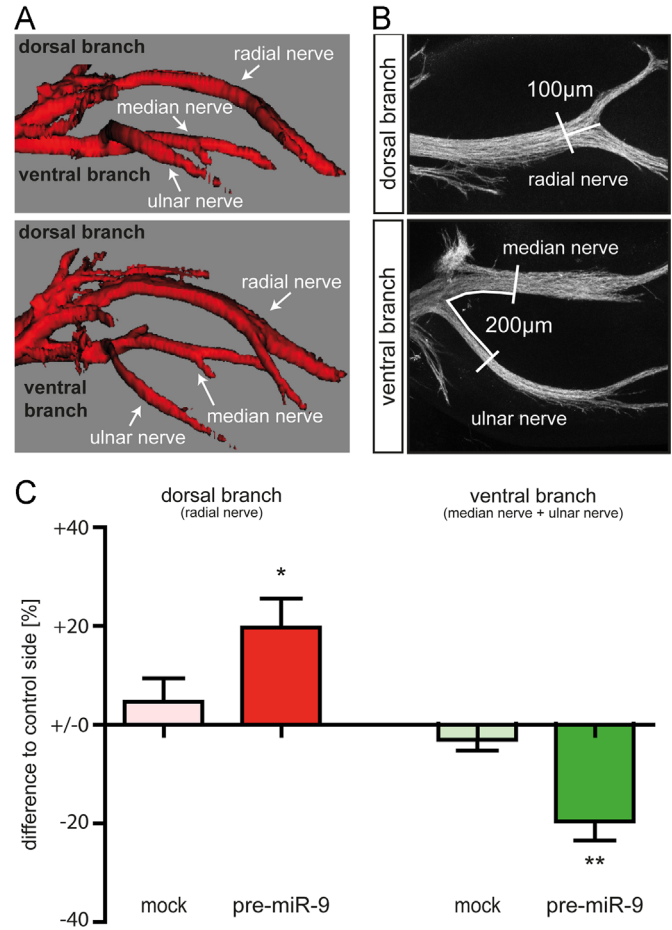 A
dorsal branch
radial nerve
median nerve
ventral branch
ulnar nerve
dorsal branch
radial nerve
ventral
branch
median nerve
ulnar nerve
B
dorsal branch
100µm
radial nerve
ventral branch
median nerve
200µm
ulnar nerve
C
dorsal branch
(radial nerve)
ventral branch
(median nerve + ulnar nerve)
difference to control side [%]
+40
+20
+/-0
-20
-40
*
**
mock
pre-miR-9
mock
pre-miR-9